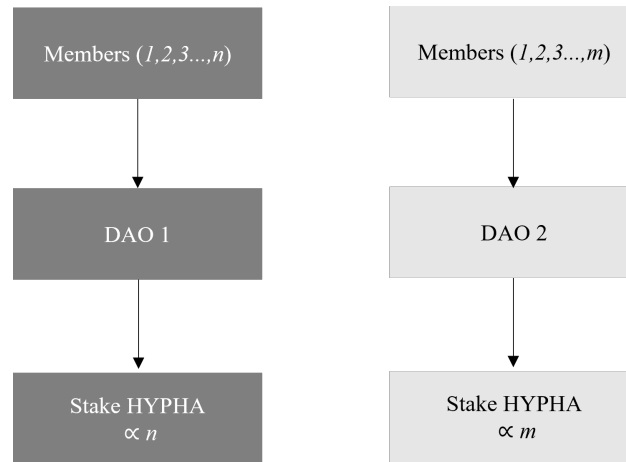 Members (1,2,3...,n)
DAO 1
Stake HYPHA
∝ n
Members (1,2,3...,m)
DAO 2
Stake HYPHA
∝ m